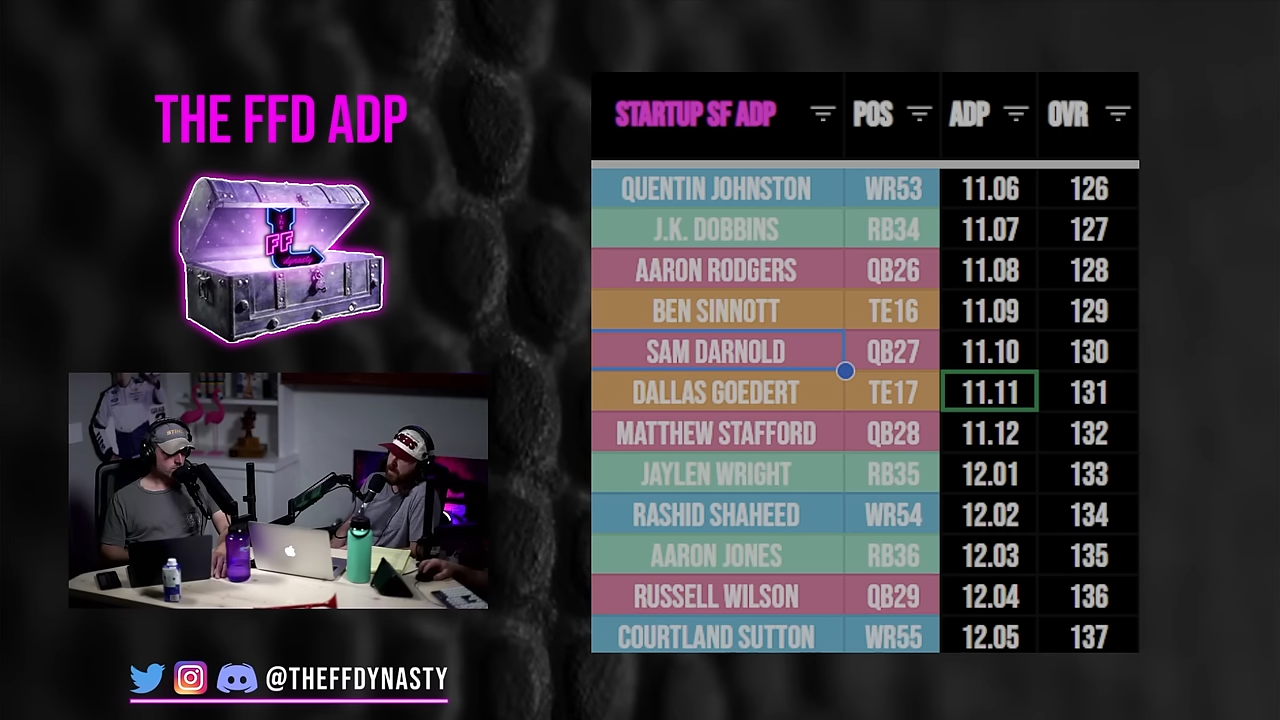 THE FFD ADP
FF
dynasty
@THEFFDYNASTY
STARTUP SF ADP POS ADP OVR
QUENTIN JOHNSTON WR53 11.06 126
J.K. DOBBINS RB34 11.07 127
AARON RODGERS QB26 11.08 128
BEN SINNOTT TE16 11.09 129
SAM DARNOLD QB27 11.10 130
DALLAS GOEDERT TE17 11.11 131
MATTHEW STAFFORD QB28 11.12 132
JAYLEN WRIGHT RB35 12.01 133
RASHID SHAHEED WR54 12.02 134
AARON JONES RB36 12.03 135
RUSSELL WILSON QB29 12.04 136
COURTLAND SUTTON WR55 12.05 137